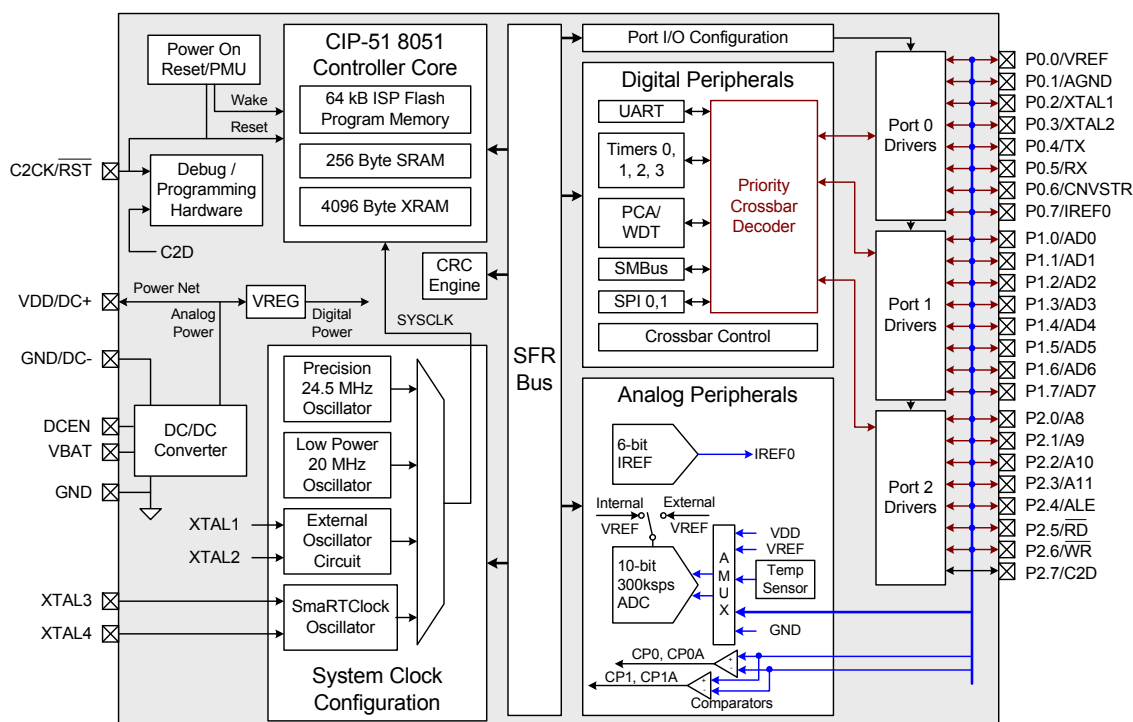 Power On
Reset/PMU
Wake
Reset
C2CK/RST
Debug /
Programming
Hardware
C2D
CIP-51 8051
Controller Core
64 kB ISP Flash
Program Memory
256 Byte SRAM
4096 Byte XRAM
VDD/DC+
Power Net
Analog
Power
VREG
Digital
Power
CRC
Engine
SYSCLK
GND/DC-
DCEN
VBAT
GND
DC/DC
Converter
Precision
24.5 MHz
Oscillator
Low Power
20 MHz
Oscillator
XTAL1
XTAL2
External
Oscillator
Circuit
XTAL3
XTAL4
SmaRTClock
Oscillator
System Clock
Configuration
SFR
Bus
Port I/O Configuration
Digital Peripherals
UART
Timers 0,
1, 2, 3
PCA/
WDT
SMBus
SPI 0,1
Priority
Crossbar
Decoder
Crossbar Control
Analog Peripherals
6-bit
IREF
IREF0
Internal
VREF
External
VREF
10-bit
300ksps
ADC
A
M
U
X
VDD
VREF
Temp
Sensor
GND
CP0, CP0A
+
-
CP1, CP1A
+
-
Comparators
Port 0
Drivers
Port 1
Drivers
Port 2
Drivers
P0.0/VREF
P0.1/AGND
P0.2/XTAL1
P0.3/XTAL2
P0.4/TX
P0.5/RX
P0.6/CNVSTR
P0.7/IREF0
P1.0/AD0
P1.1/AD1
P1.2/AD2
P1.3/AD3
P1.4/AD4
P1.5/AD5
P1.6/AD6
P1.7/AD7
P2.0/A8
P2.1/A9
P2.2/A10
P2.3/A11
P2.4/ALE
P2.5/RD
P2.6/WR
P2.7/C2D